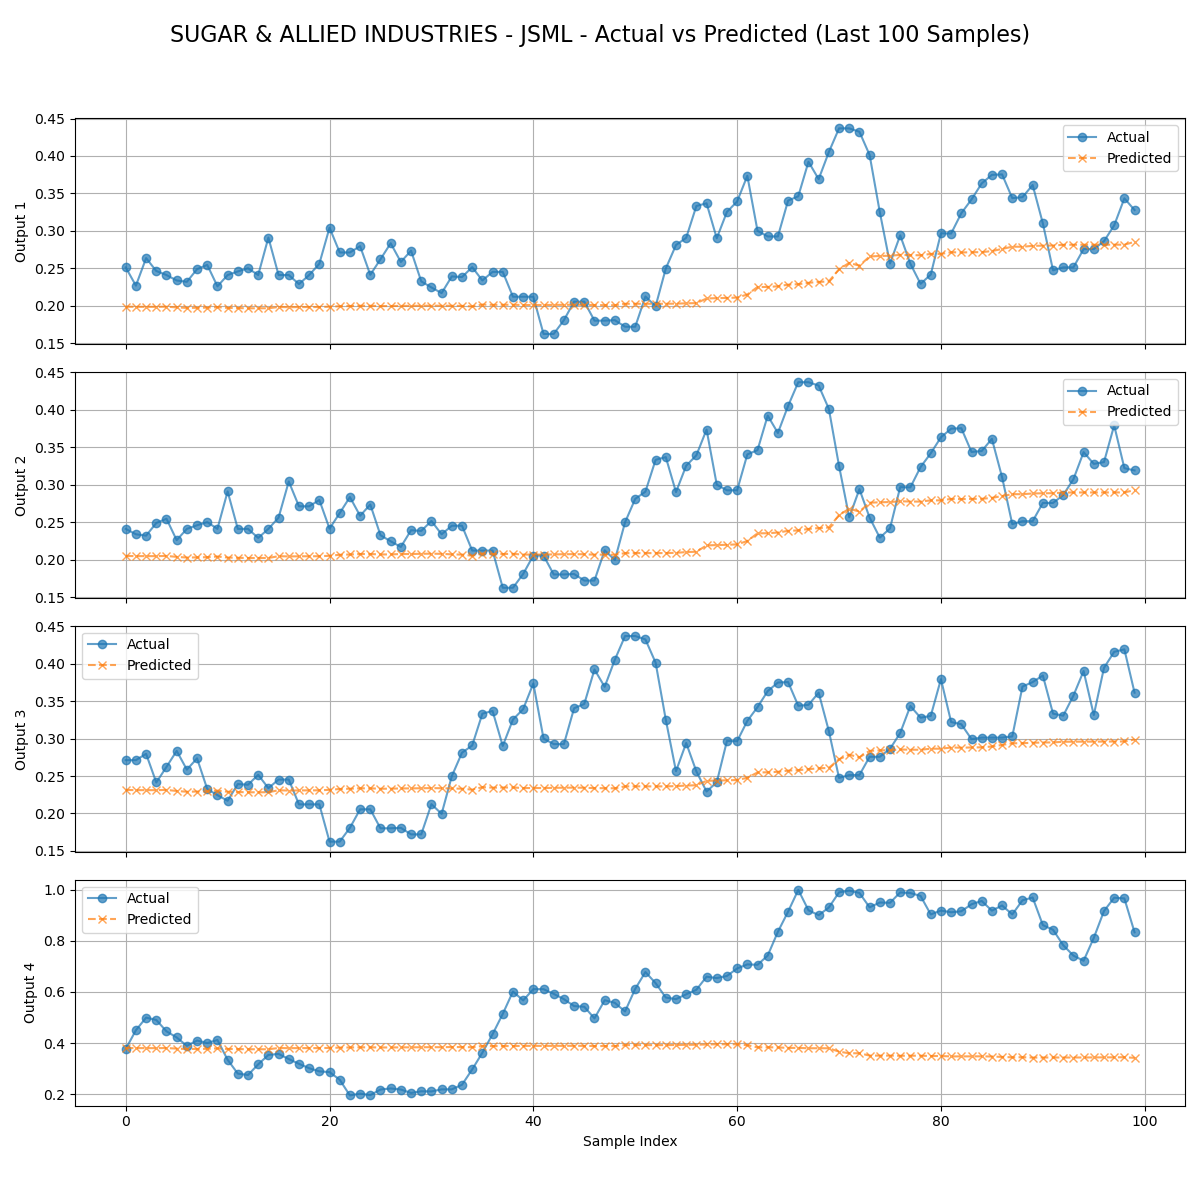 SUGAR & ALLIED INDUSTRIES - JSML - Actual vs Predicted (Last 100 Samples)
0.45
0.40
0.35
0.30
0.25
0.20
0.15
Output 1
Actual
Predicted
0.45
0.40
0.35
0.30
0.25
0.20
0.15
Output 2
Actual
Predicted
0.45
0.40
0.35
0.30
0.25
0.20
0.15
Output 3
Actual
Predicted
1.0
0.8
0.6
0.4
0.2
Output 4
Actual
Predicted
0 20 40 60 80 100
Sample Index